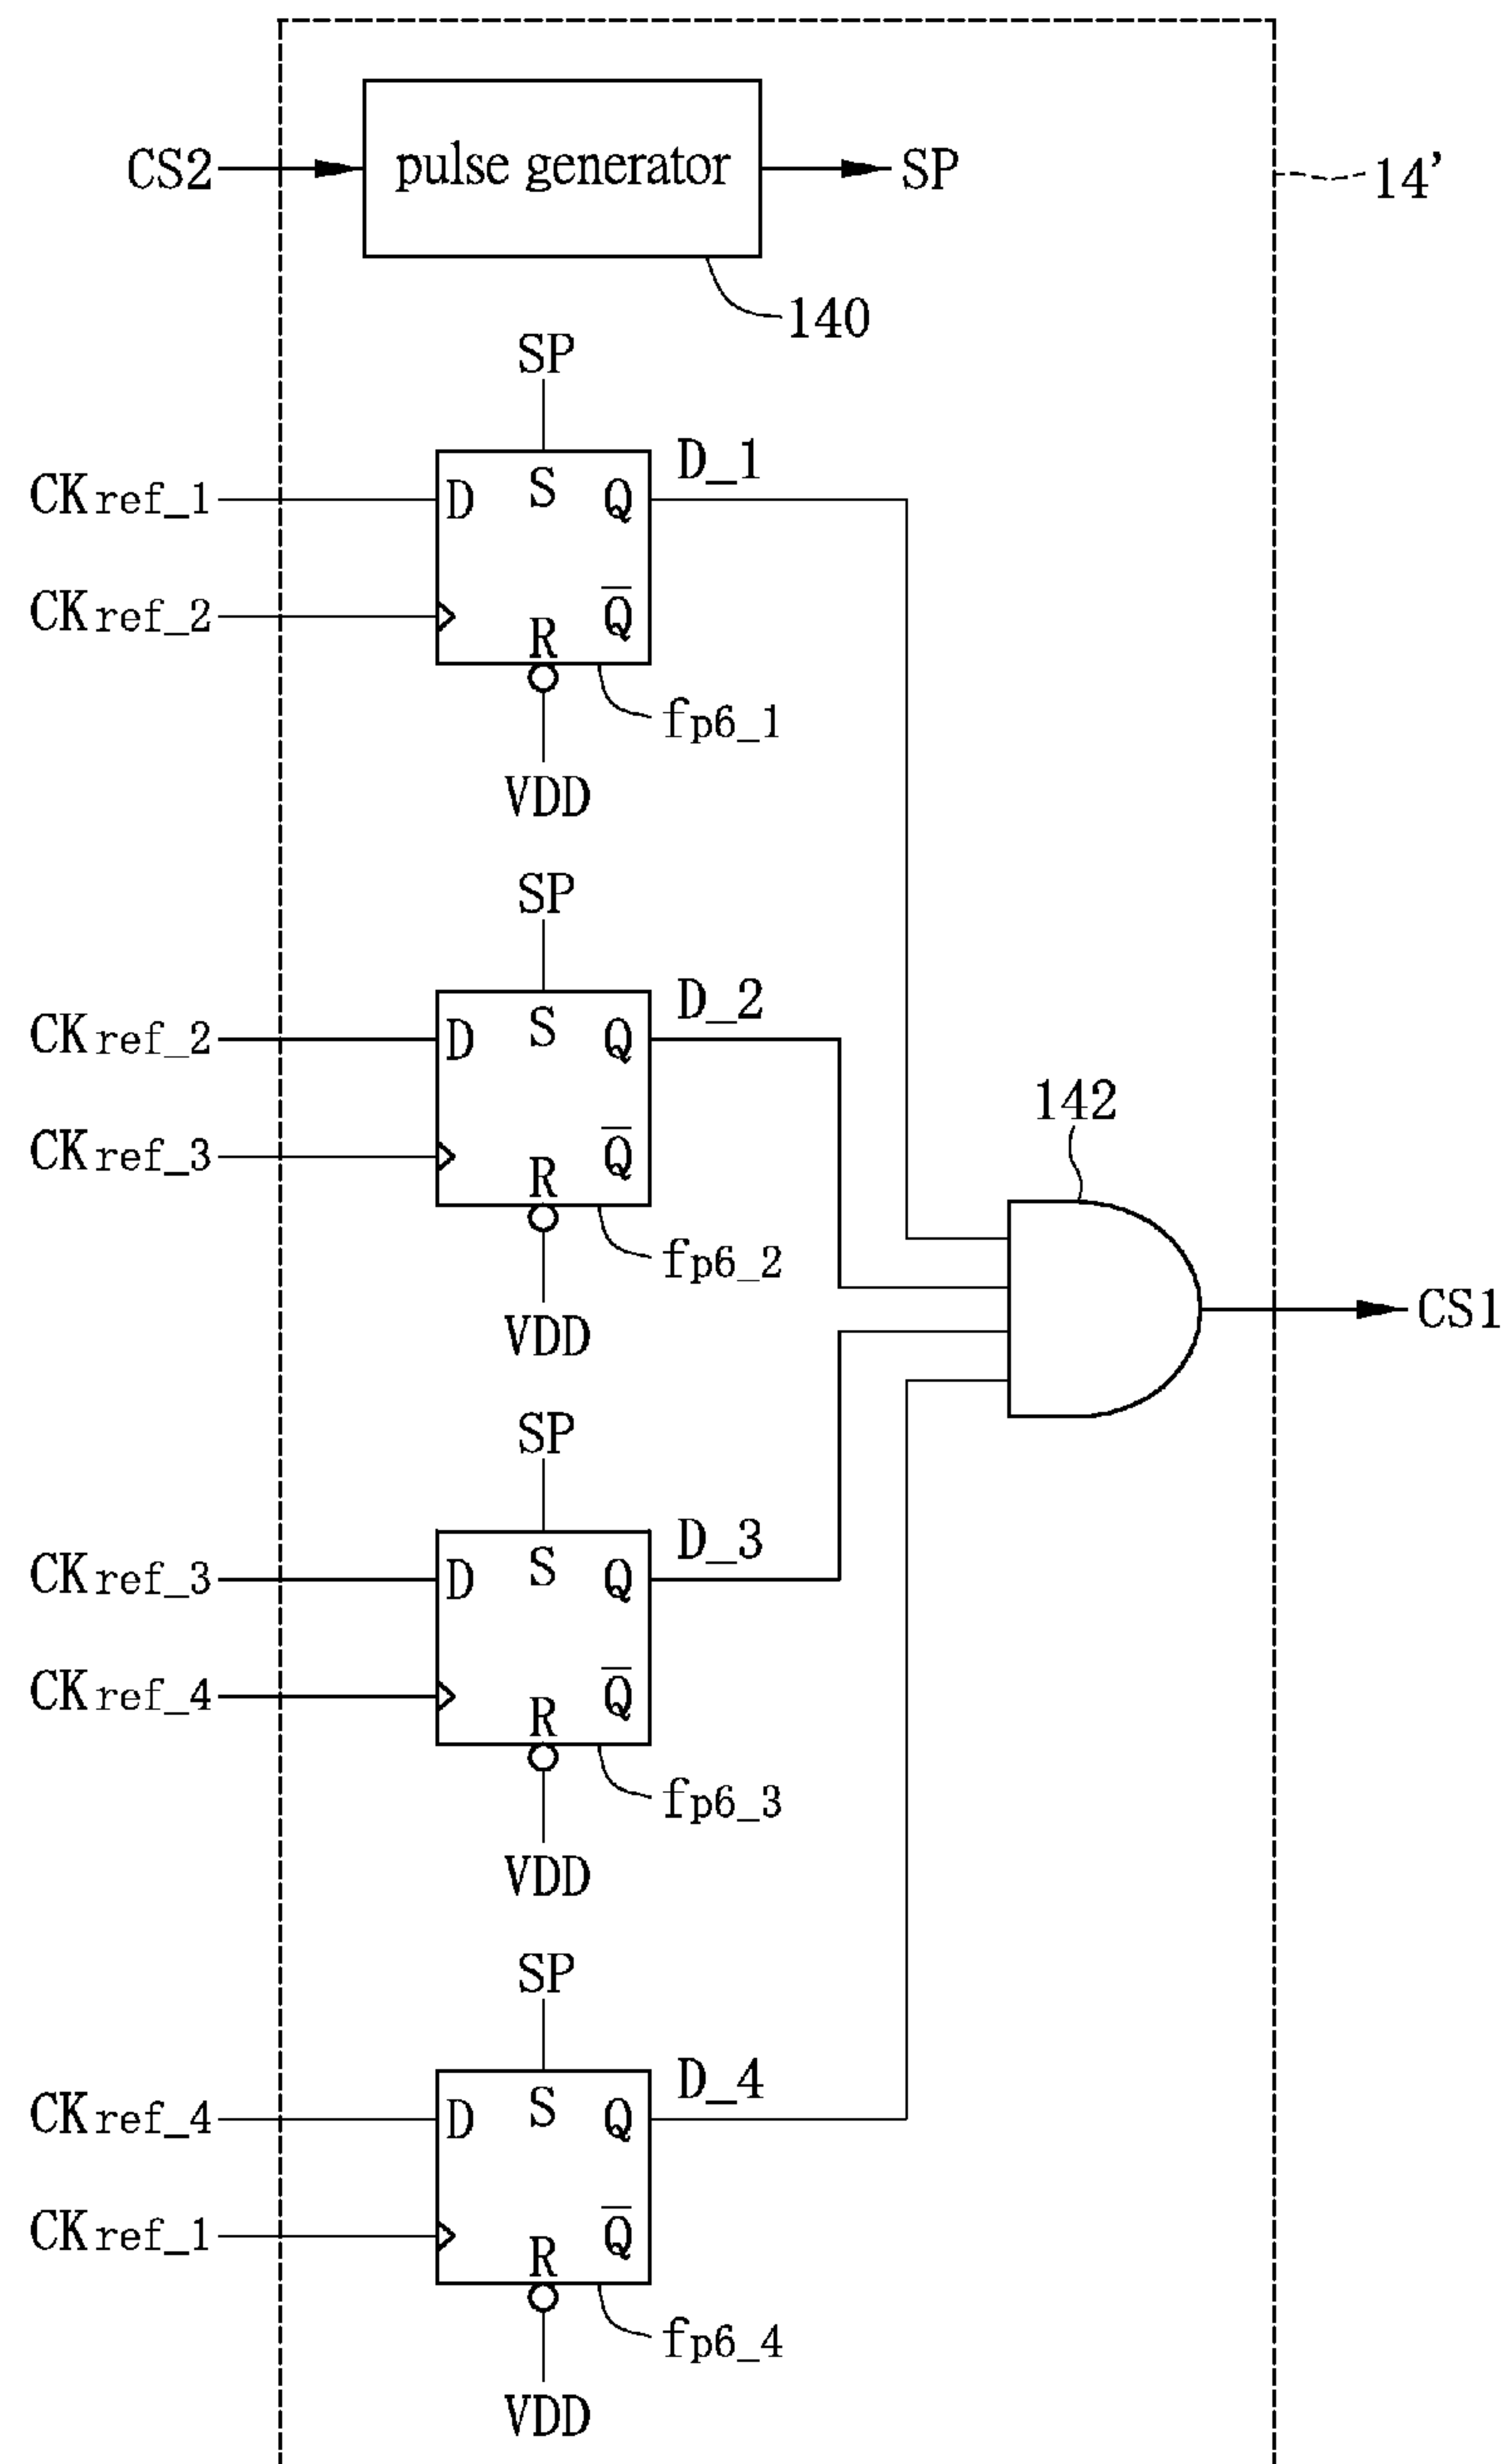 CS2
pulse generator
SP
14'
140
SP
CKref_1
D
S
Q
D_1
CKref_2
Q̅
R
fp6_1
VDD
SP
CKref_2
D
S
Q
D_2
CKref_3
Q̅
R
fp6_2
VDD
142
CS1
SP
CKref_3
D
S
Q
D_3
CKref_4
Q̅
R
fp6_3
VDD
SP
CKref_4
D
S
Q
D_4
CKref_1
Q̅
R
fp6_4
VDD